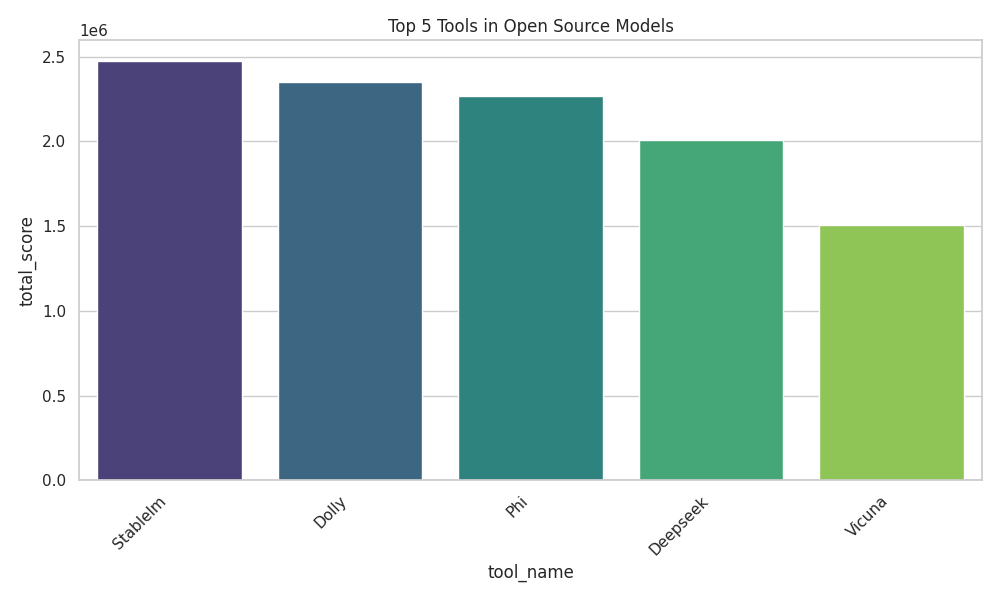 Top 5 Tools in Open Source Models
1e6
2.5
2.0
1.5
1.0
0.5
0.0
total_score
Stablelm
Dolly
Phi
Deepseek
Vicuna
tool_name